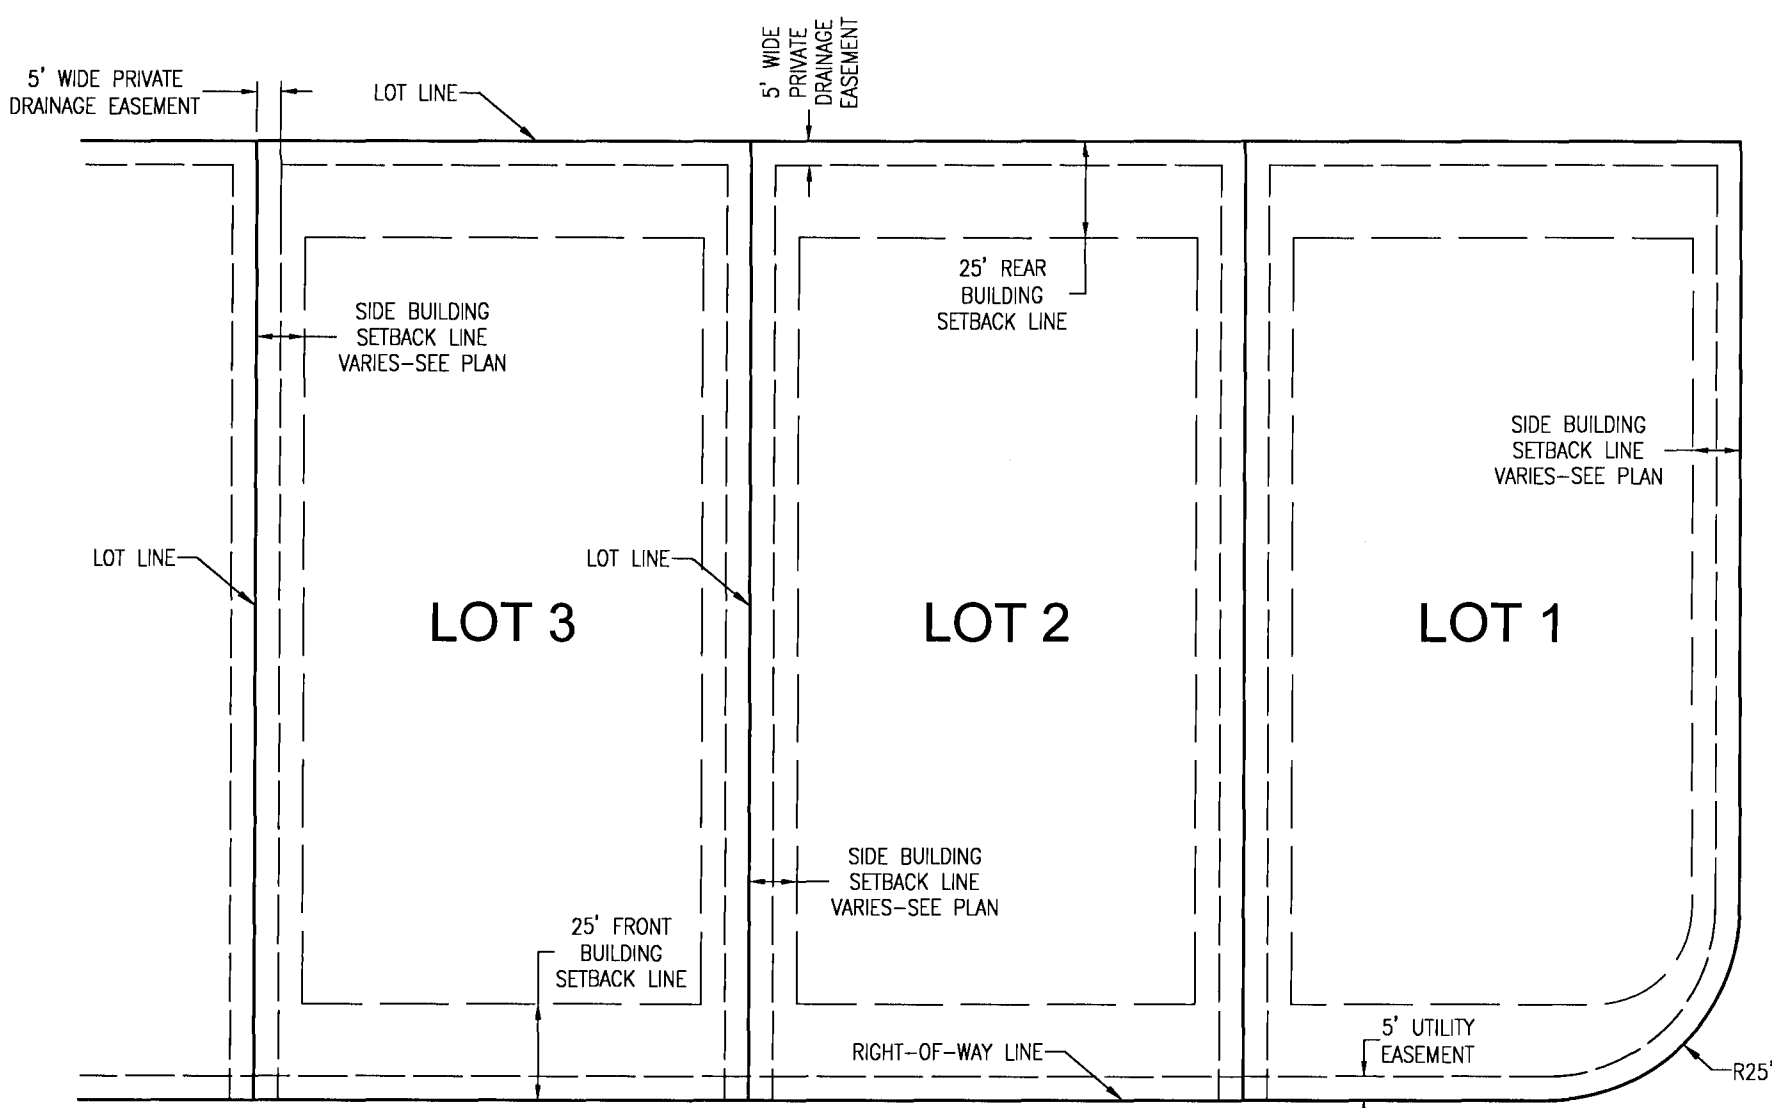 5' WIDE PRIVATE
DRAINAGE EASEMENT
LOT LINE
5' WIDE
PRIVATE
DRAINAGE
EASEMENT
SIDE BUILDING
SETBACK LINE
VARIES-SEE PLAN
25' REAR
BUILDING
SETBACK LINE
SIDE BUILDING
SETBACK LINE
VARIES-SEE PLAN
LOT LINE
LOT LINE
LOT 3
LOT 2
LOT 1
SIDE BUILDING
SETBACK LINE
VARIES-SEE PLAN
25' FRONT
BUILDING
SETBACK LINE
RIGHT-OF-WAY LINE
5' UTILITY
EASEMENT
R25'